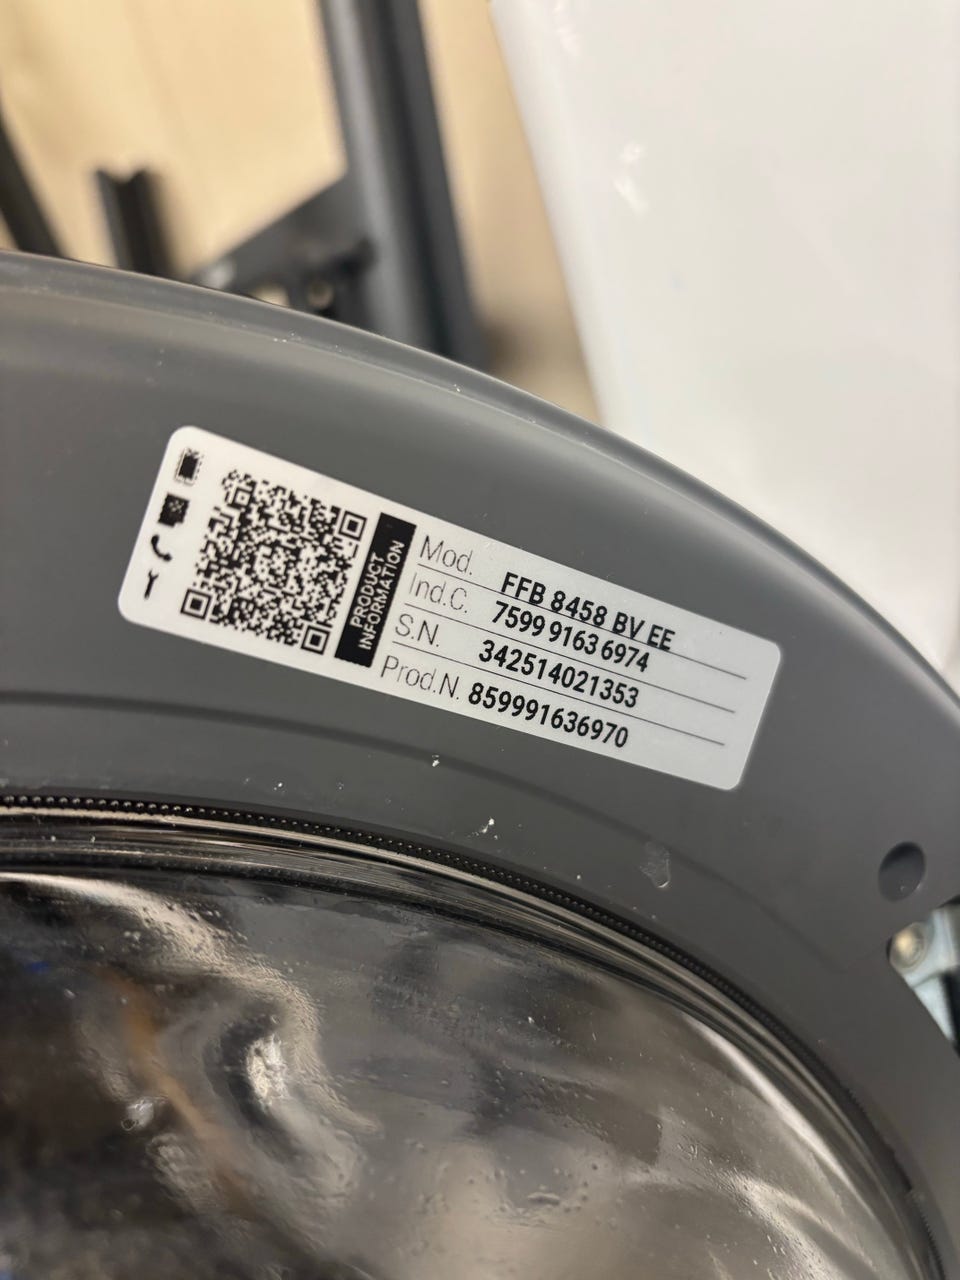 PRODUCT
INFORMATION
Mod. FFB 8458 BV EE
Ind.C. 7599 9163 6974
S.N. 342514021353
Prod.N. 859991636970